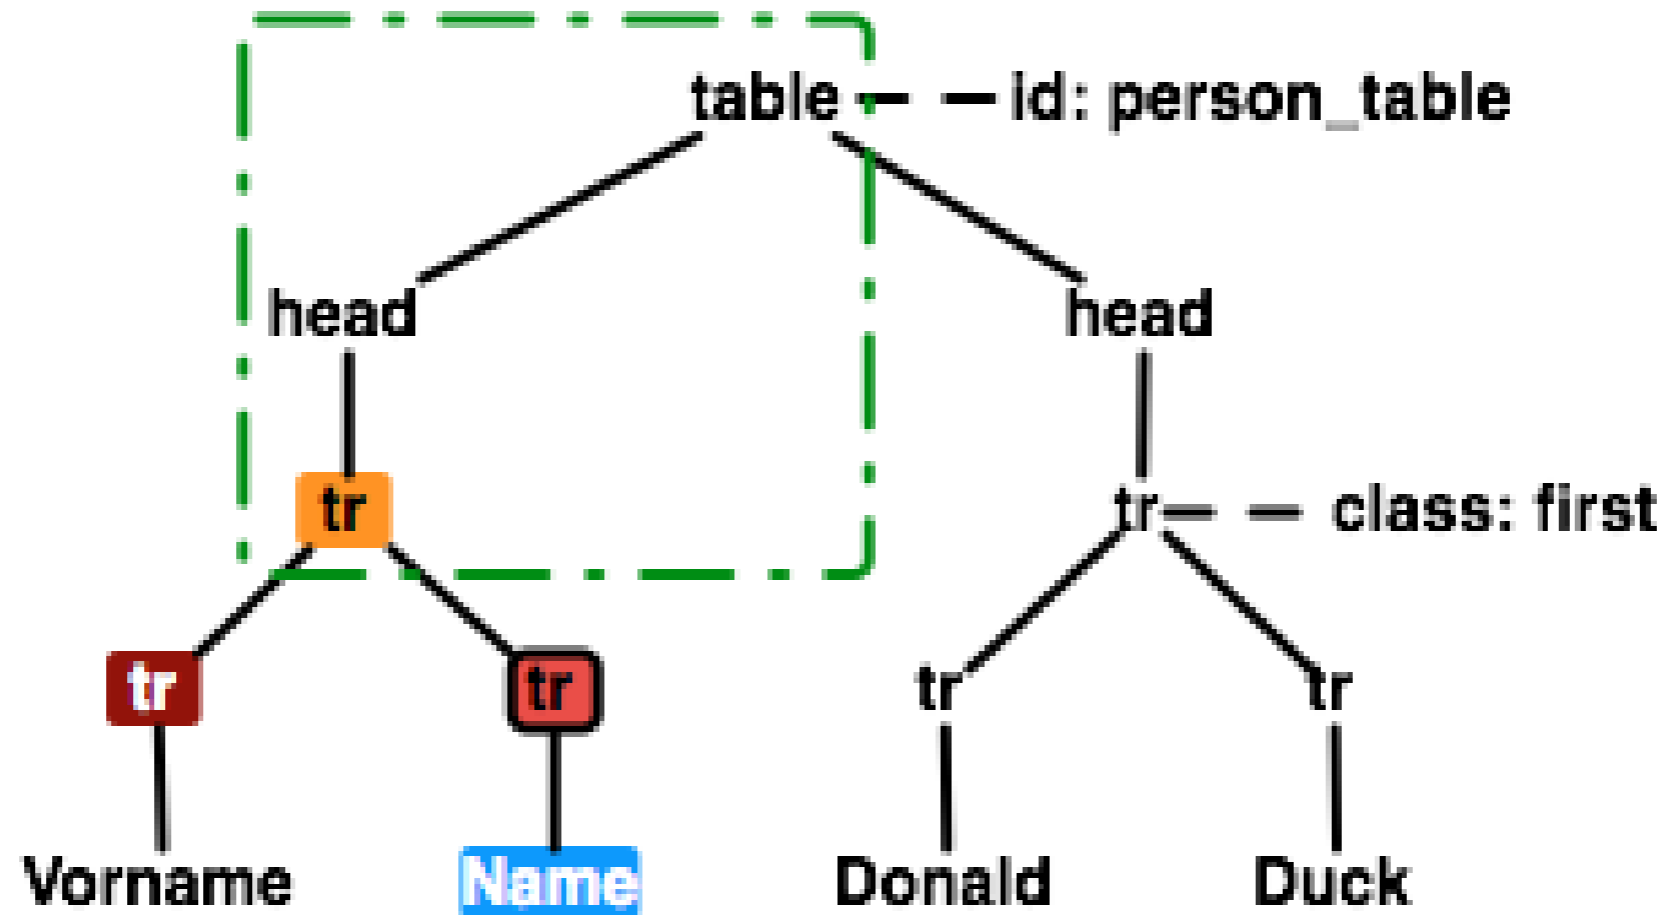 table id: person_table
head head
tr tr class: first
tr tr tr tr
Vorname Name Donald Duck